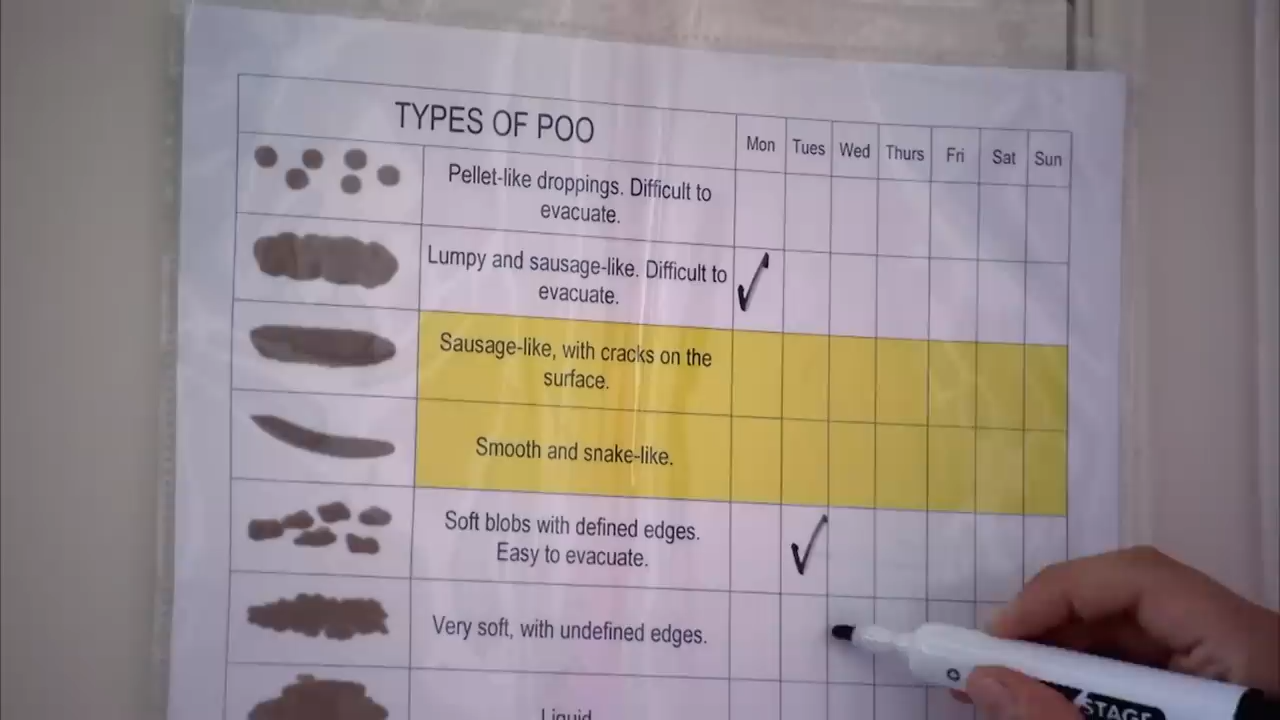 TYPES OF POO
Mon Tues Wed Thurs Fri Sat Sun
Pellet-like droppings. Difficult to
evacuate.
Lumpy and sausage-like. Difficult to
evacuate.
Sausage-like, with cracks on the
surface.
Smooth and snake-like.
Soft blobs with defined edges.
Easy to evacuate.
Very soft, with undefined edges.
Liquid
STAGE